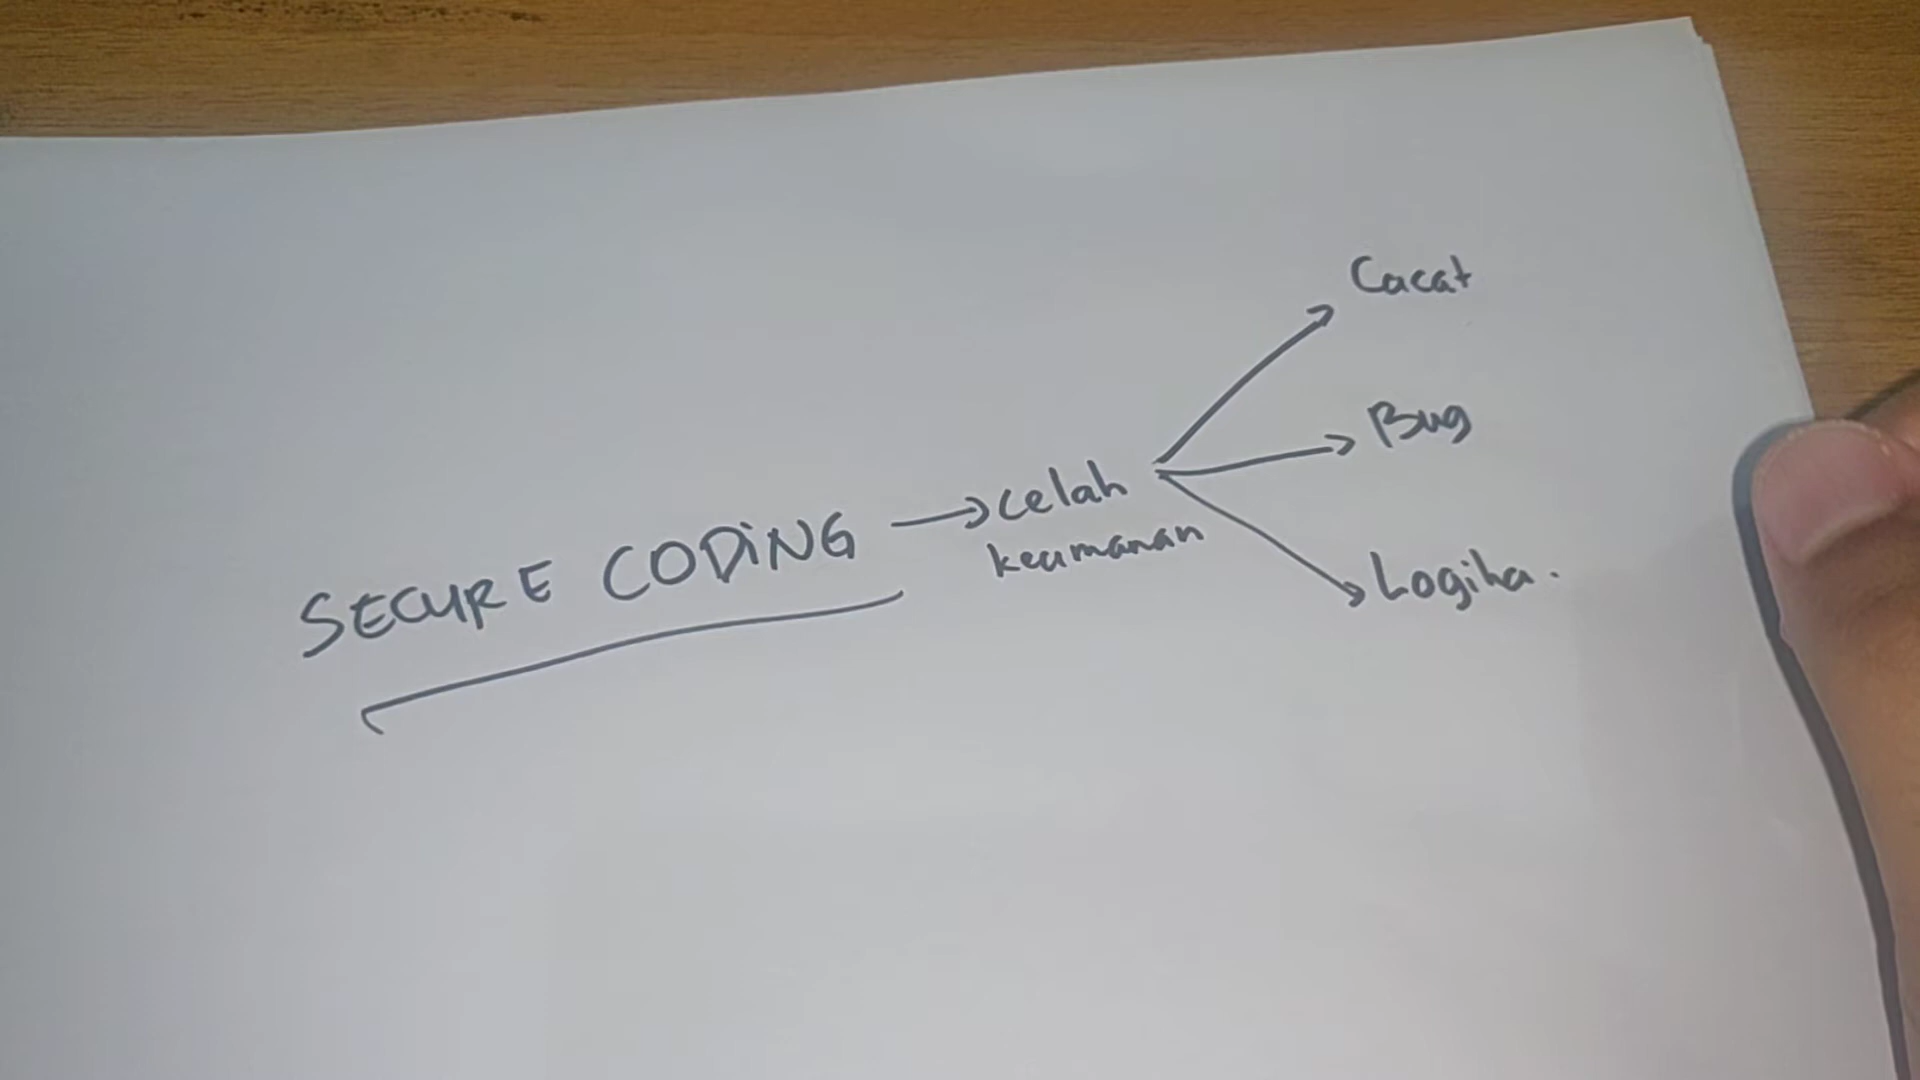 SECURE CODING
celah
keamanan
Cacat
Bug
Logika.